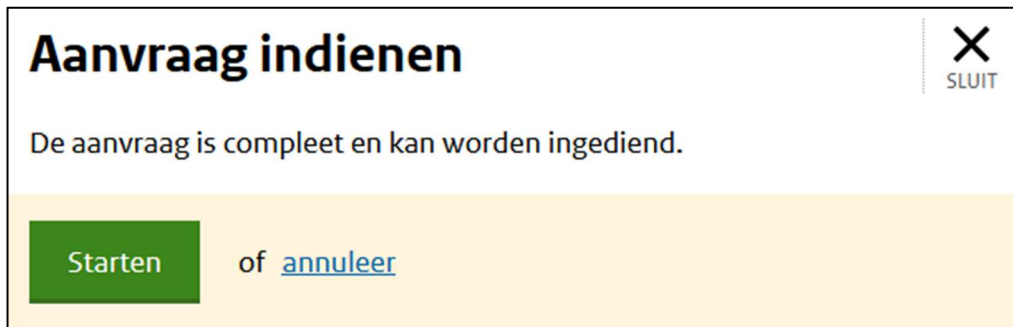 Aanvraag indienen
SLUIT
De aanvraag is compleet en kan worden ingediend.
Starten of annuleer